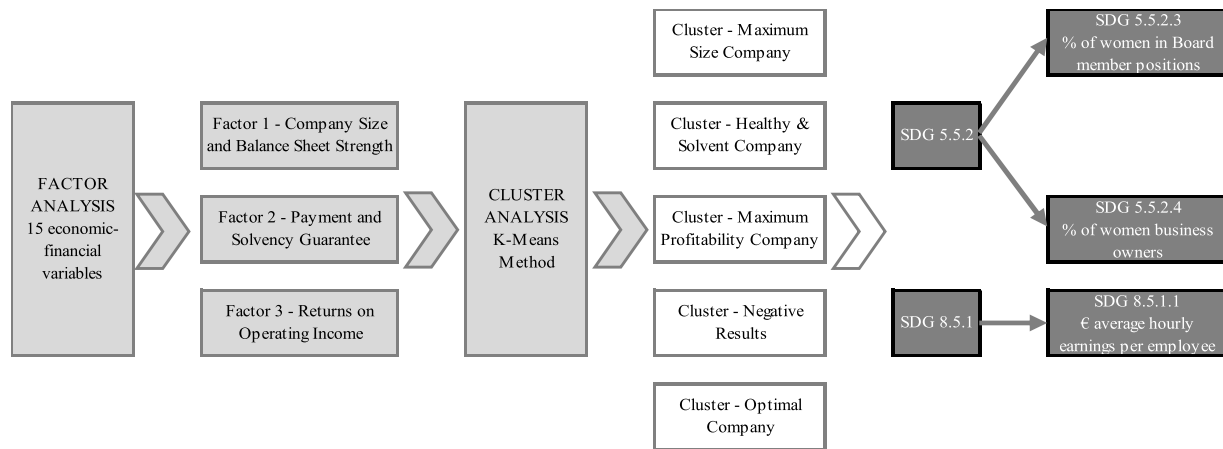 FACTOR
ANALYSIS
15 economic-
financial
variables
Factor 1 - Company Size
and Balance Sheet Strength
Factor 2 - Payment and
Solvency Guarantee
Factor 3 - Returns on
Operating Income
CLUSTER
ANALYSIS
K-Means
Method
Cluster - Maximum
Size Company
Cluster - Healthy &
Solvent Company
Cluster - Maximum
Profitability Company
Cluster - Negative
Results
Cluster - Optimal
Company
SDG 5.5.2
SDG 8.5.1
SDG 5.5.2.3
% of women in Board
member positions
SDG 5.5.2.4
% of women business
owners
SDG 8.5.1.1
€ average hourly
earnings per employee